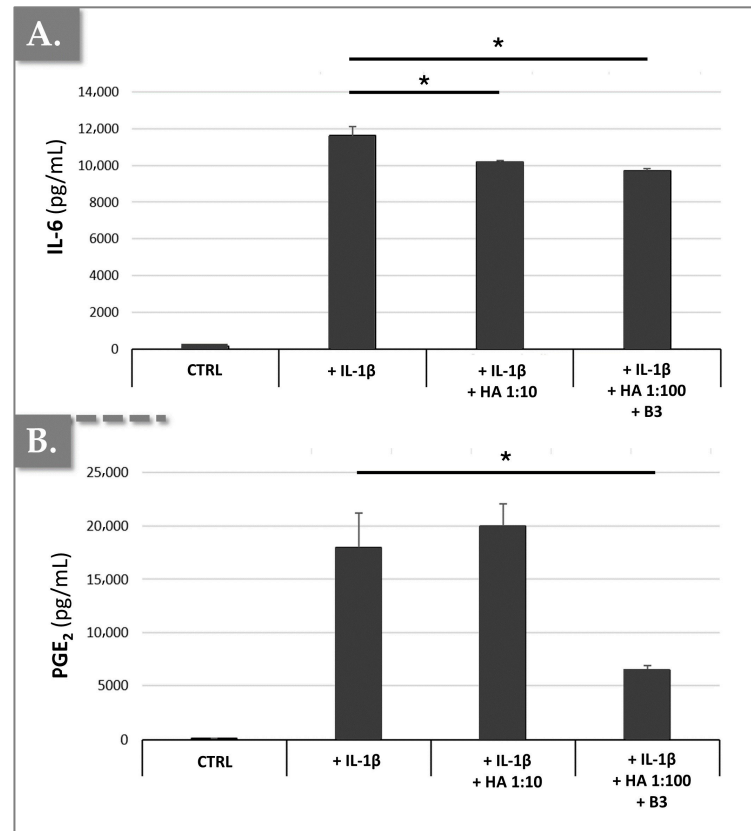 A.
*
*
IL-6 (pg/mL)
14,000
12,000
10,000
8000
6000
4000
2000
0
CTRL
+ IL-1β
+ IL-1β
+ HA 1:10
+ IL-1β
+ HA 1:100
+ B3
B.
*
PGE₂ (pg/mL)
25,000
20,000
15,000
10,000
5000
0
CTRL
+ IL-1β
+ IL-1β
+ HA 1:10
+ IL-1β
+ HA 1:100
+ B3